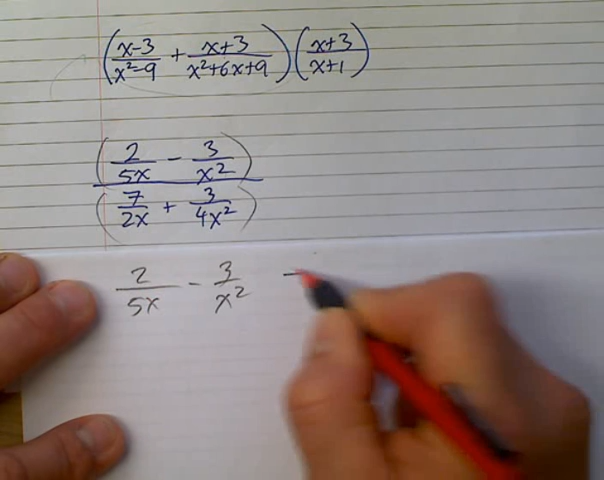 (x-3/x²-9 + x+3/x²+6x+9)(x+3/x+1)
(2/5x - 3/x²)
(7/2x + 3/4x²)
2/5x - 3/x²